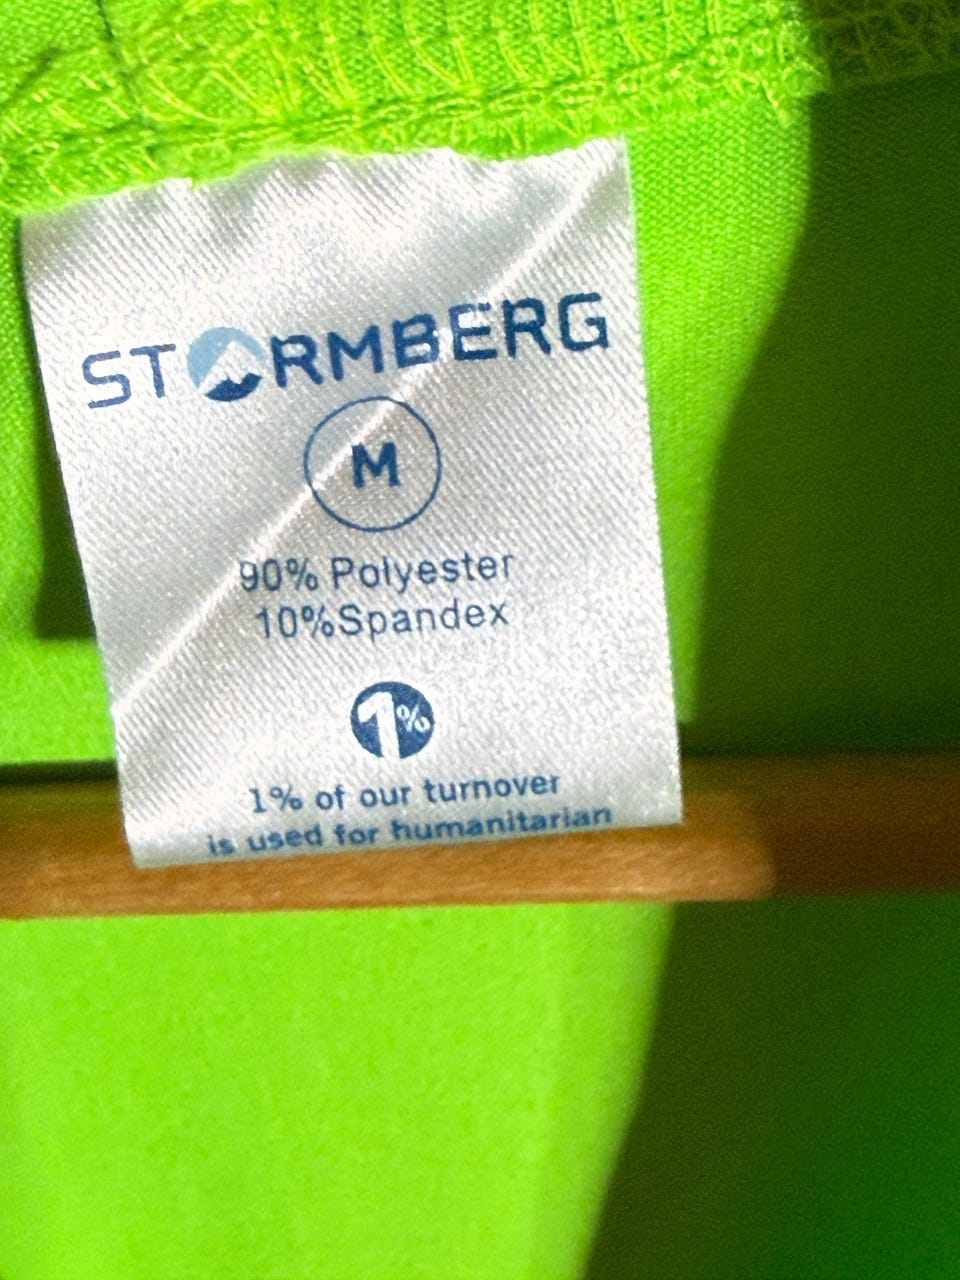 STORMBERG
M
90% Polyester
10%Spandex
1%
1% of our turnover
is used for humanitarian